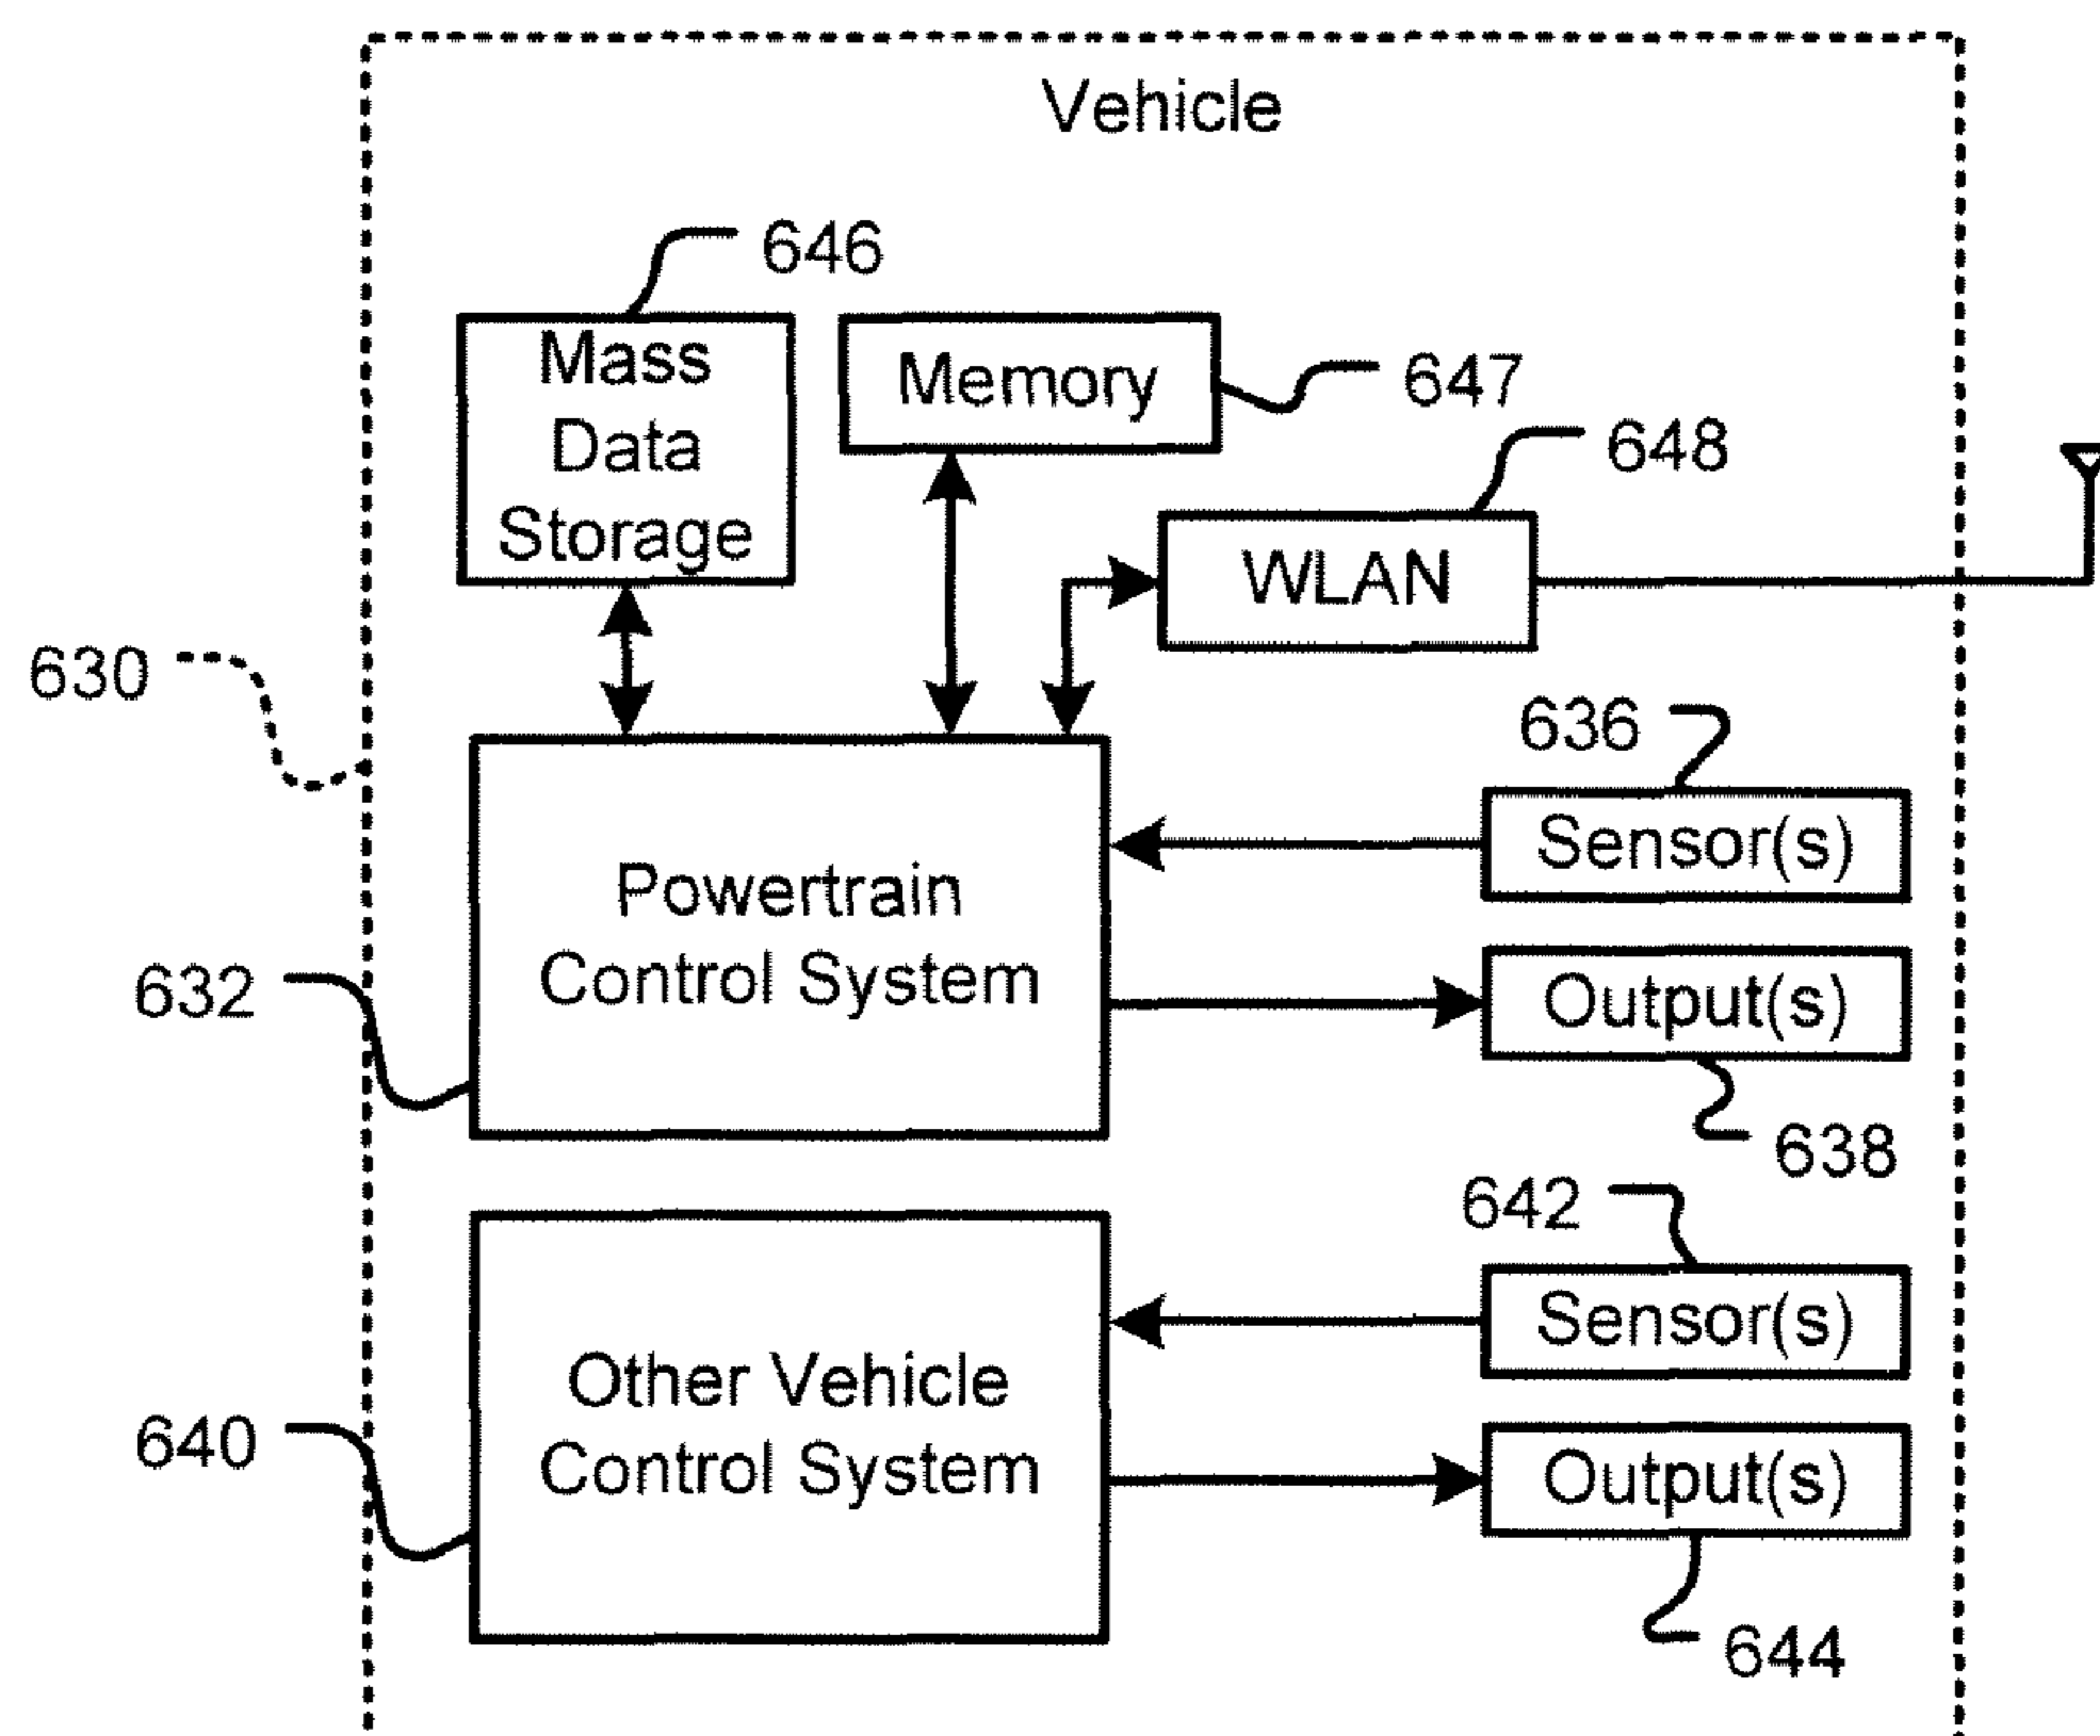 Vehicle
646
Mass
Data
Storage
Memory
647
648
WLAN
630
636
Sensor(s)
Powertrain
Control System
632
Output(s)
638
642
Sensor(s)
Other Vehicle
Control System
640
Output(s)
644